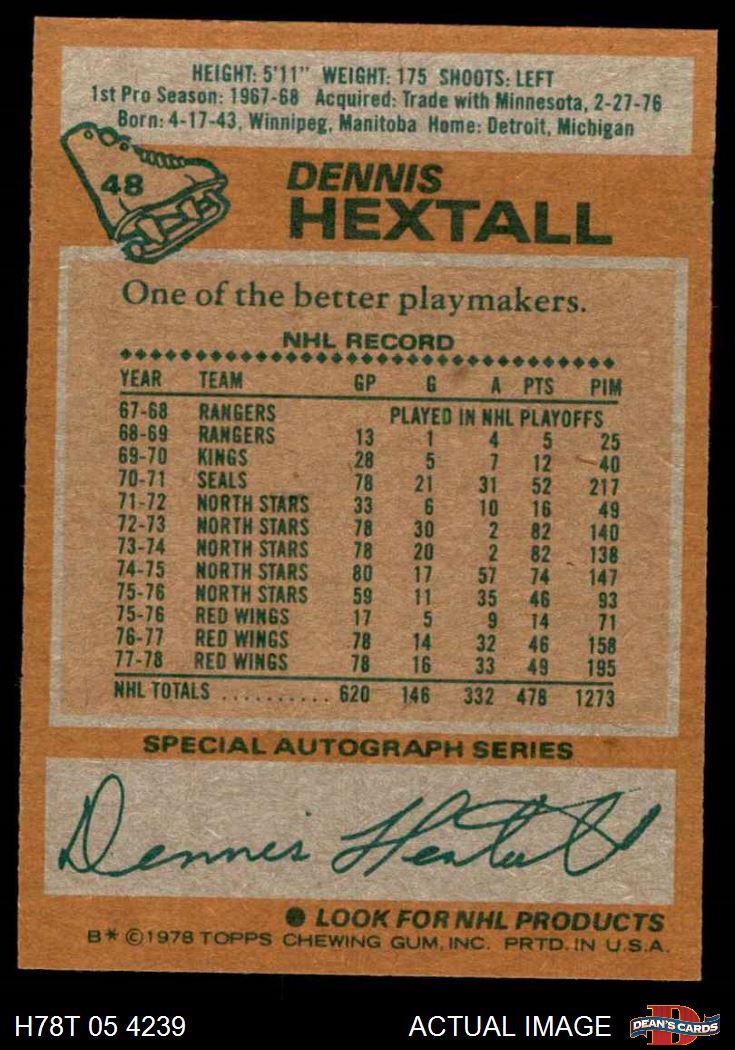 HEIGHT: 5'11" WEIGHT: 175 SHOOTS: LEFT
1st Pro Season: 1967-68 Acquired: Trade with Minnesota, 2-27-76
Born: 4-17-43, Winnipeg, Manitoba Home: Detroit, Michigan
48
DENNIS
HEXTALL
One of the better playmakers.
NHL RECORD
YEAR TEAM GP G A PTS PIM
67-68 RANGERS PLAYED IN NHL PLAYOFFS
68-69 RANGERS 13 1 4 5 25
69-70 KINGS 28 5 7 12 40
70-71 SEALS 78 21 31 52 217
71-72 NORTH STARS 33 6 10 16 49
72-73 NORTH STARS 78 30 2 82 140
73-74 NORTH STARS 78 20 2 82 138
74-75 NORTH STARS 80 17 57 74 147
75-76 NORTH STARS 59 11 35 46 93
75-76 RED WINGS 17 5 9 14 71
76-77 RED WINGS 78 14 32 46 158
77-78 RED WINGS 78 16 33 49 195
NHL TOTALS .......... 620 146 332 478 1273
SPECIAL AUTOGRAPH SERIES
Dennis Hextall
● LOOK FOR NHL PRODUCTS
B* ©1978 TOPPS CHEWING GUM, INC. PRTD. IN U.S.A.
H78T 05 4239 ACTUAL IMAGE
DEAN'S CARDS